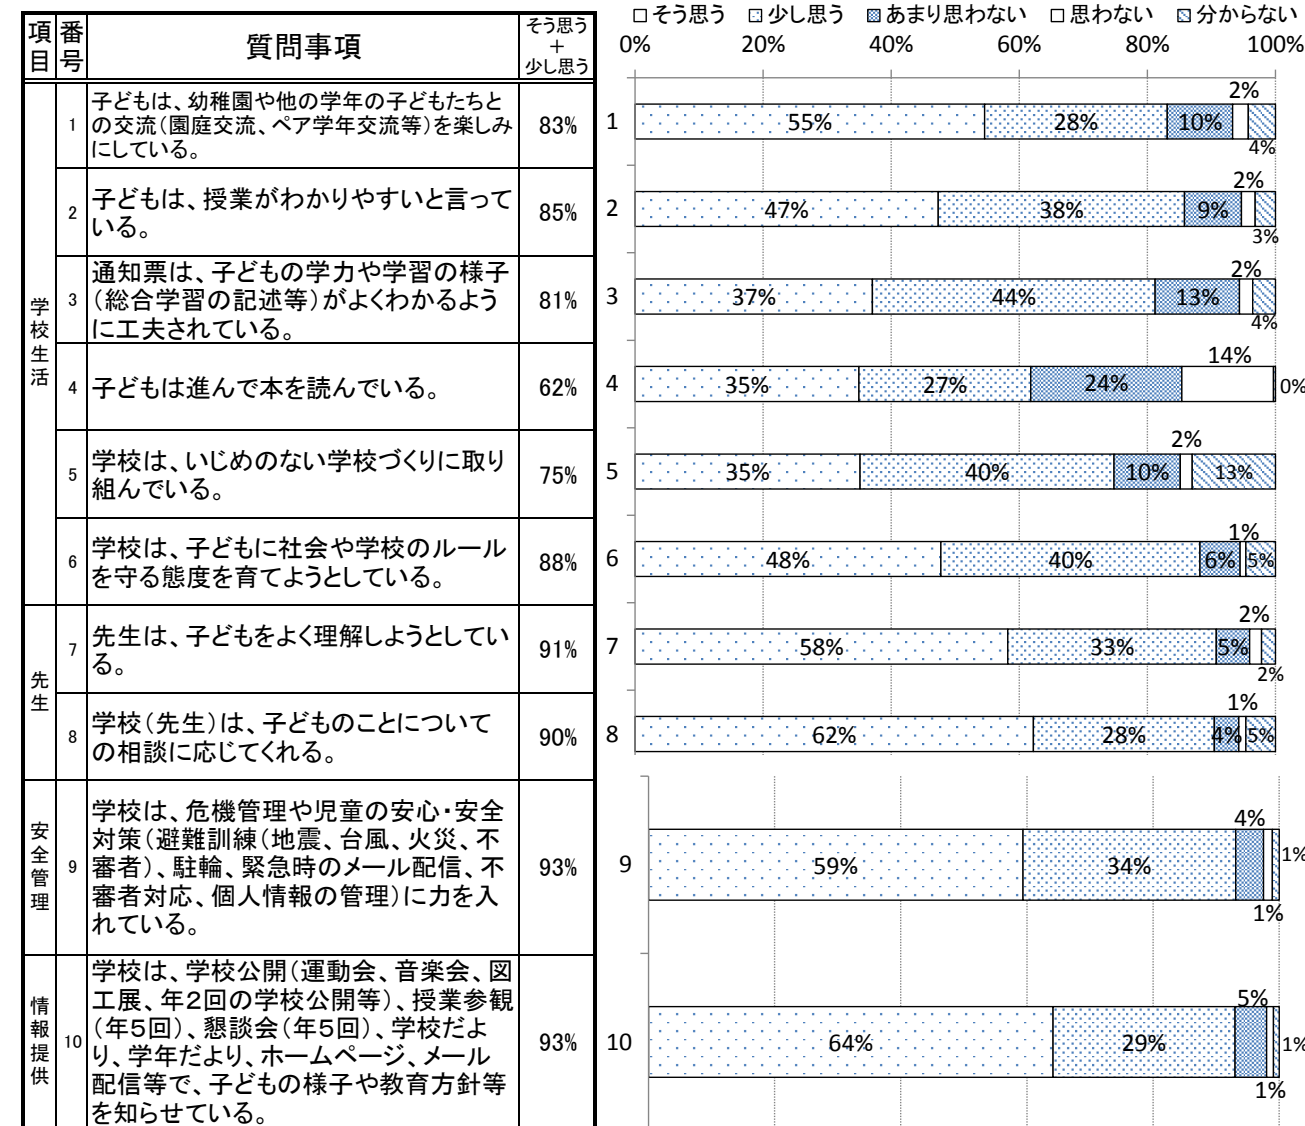 □そう思う ▨少し思う ▩あまり思わない □思わない ▧分からない
項目 番号 質問事項 そう思う+少し思う
0% 20% 40% 60% 80% 100%
学校生活
1 子どもは、幼稚園や他の学年の子どもたちと
の交流(園庭交流、ペア学年交流等)を楽しみ
にしている。
83%
1 55% 28% 10% 2% 4%
2 子どもは、授業がわかりやすいと言って
いる。
85%
2 47% 38% 9% 2% 3%
3 通知票は、子どもの学力や学習の様子
(総合学習の記述等)がよくわかるよう
に工夫されている。
81%
3 37% 44% 13% 2% 4%
4 子どもは進んで本を読んでいる。
62%
4 35% 27% 24% 14% 0%
5 学校は、いじめのない学校づくりに取り
組んでいる。
75%
5 35% 40% 10% 2% 13%
6 学校は、子どもに社会や学校のルール
を守る態度を育てようとしている。
88%
6 48% 40% 6% 1% 5%
先生
7 先生は、子どもをよく理解しようとしてい
る。
91%
7 58% 33% 5% 2% 2%
8 学校(先生)は、子どものことについて
の相談に応じてくれる。
90%
8 62% 28% 4% 1% 5%
安全管理
9 学校は、危機管理や児童の安心・安全
対策(避難訓練(地震、台風、火災、不
審者)、駐輪、緊急時のメール配信、不
審者対応、個人情報の管理)に力を入
れている。
93%
9 59% 34% 4% 1% 1%
情報提供
10 学校は、学校公開(運動会、音楽会、図
工展、年2回の学校公開等)、授業参観
(年5回)、懇談会(年5回)、学校だよ
り、学年だより、ホームページ、メール
配信等で、子どもの様子や教育方針等
を知らせている。
93%
10 64% 29% 5% 1% 1%